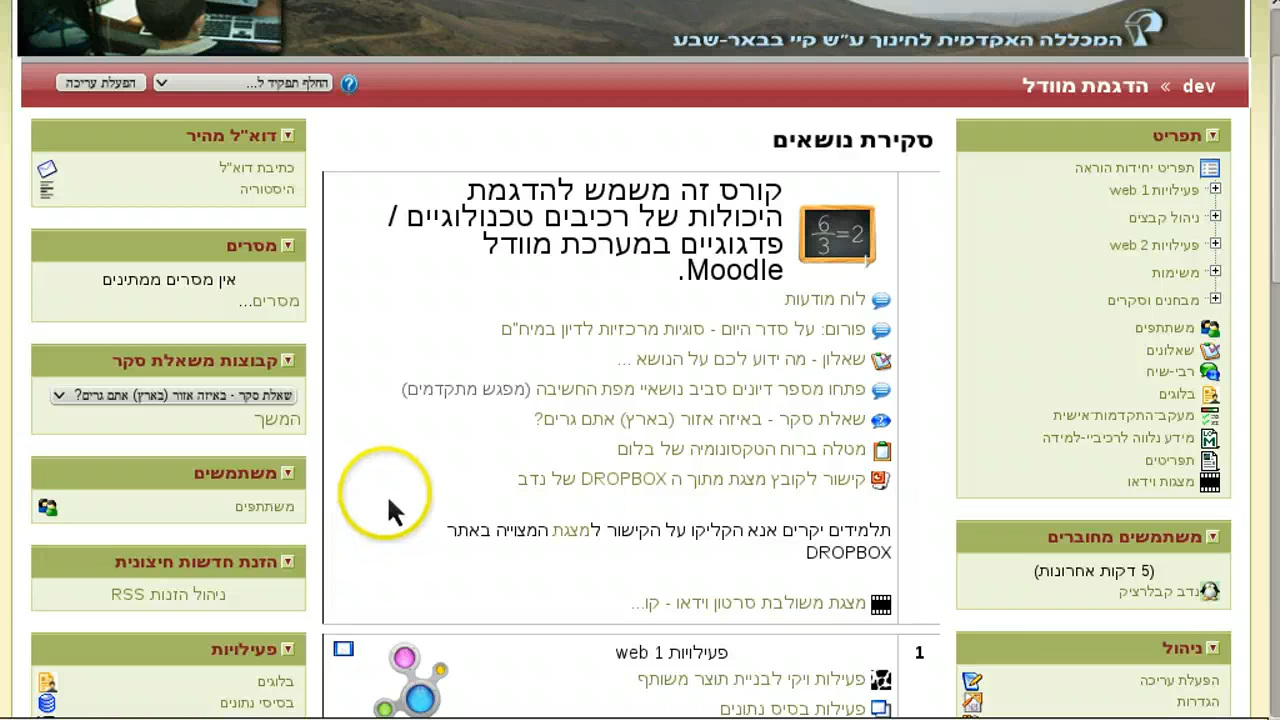 המכללה האקדמית לחינוך ע"ש קיי בבאר-שבע
dev » הדגמת מוודל
החלף תפקיד ל...
הפעלת עריכה
תפריט
תפריט יחידות הוראה
פעילויות web 1
ניהול קבצים
פעילויות web 2
משימות
מבחנים וסקרים
משתתפים
שאלונים
רבי-שיח
בלוגים
מעקב-התקדמות-אישית
מידע נלווה לרכיבי-למידה
תפריטים
מצגות וידאו
משתמשים מחוברים
(5 דקות אחרונות)
נדב קבלרציק
ניהול
הפעלת עריכה
הגדרות
סקירת נושאים
6/3=2
קורס זה משמש להדגמת
היכולות של רכיבים טכנולוגיים /
פדגוגיים במערכת מוודל
Moodle.
לוח מודעות
פורום: על סדר היום - סוגיות מרכזיות לדיון במיח"ם
שאלון - מה ידוע לכם על הנושא ...
פתחו מספר דיונים סביב נושאיי מפת החשיבה (מפגש מתקדמים)
שאלת סקר - באיזה אזור (בארץ) אתם גרים?
מטלה ברוח הטקסונומיה של בלום
קישור לקובץ מצגת מתוך ה DROPBOX של נדב
תלמידים יקרים אנא הקליקו על הקישור למצגת המצוייה באתר
DROPBOX
מצגת משולבת סרטון וידאו - קו...
1
פעילויות web 1
פעילות ויקי לבניית תוצר משותף
פעילות בסיס נתונים
דוא"ל מהיר
כתיבת דוא"ל
היסטוריה
מסרים
אין מסרים ממתינים
מסרים...
קבוצות משאלת סקר
שאלת סקר - באיזה אזור (בארץ) אתם גרים?
המשך
משתמשים
משתתפים
הזנת חדשות חיצונית
ניהול הזנות RSS
פעילויות
בלוגים
בסיסי נתונים